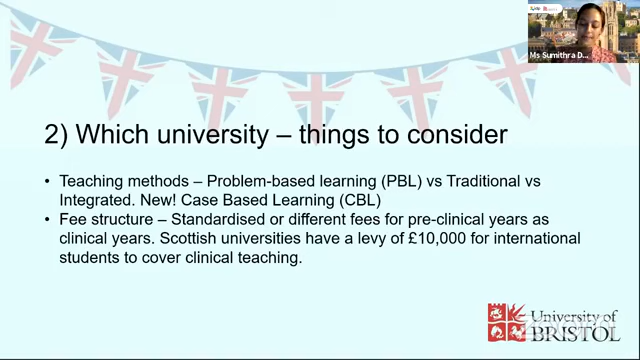 Ms Sumithra D...
2) Which university – things to consider
• Teaching methods – Problem-based learning (PBL) vs Traditional vs
Integrated. New! Case Based Learning (CBL)
• Fee structure – Standardised or different fees for pre-clinical years as
clinical years. Scottish universities have a levy of £10,000 for international
students to cover clinical teaching.
University of
BRISTOL